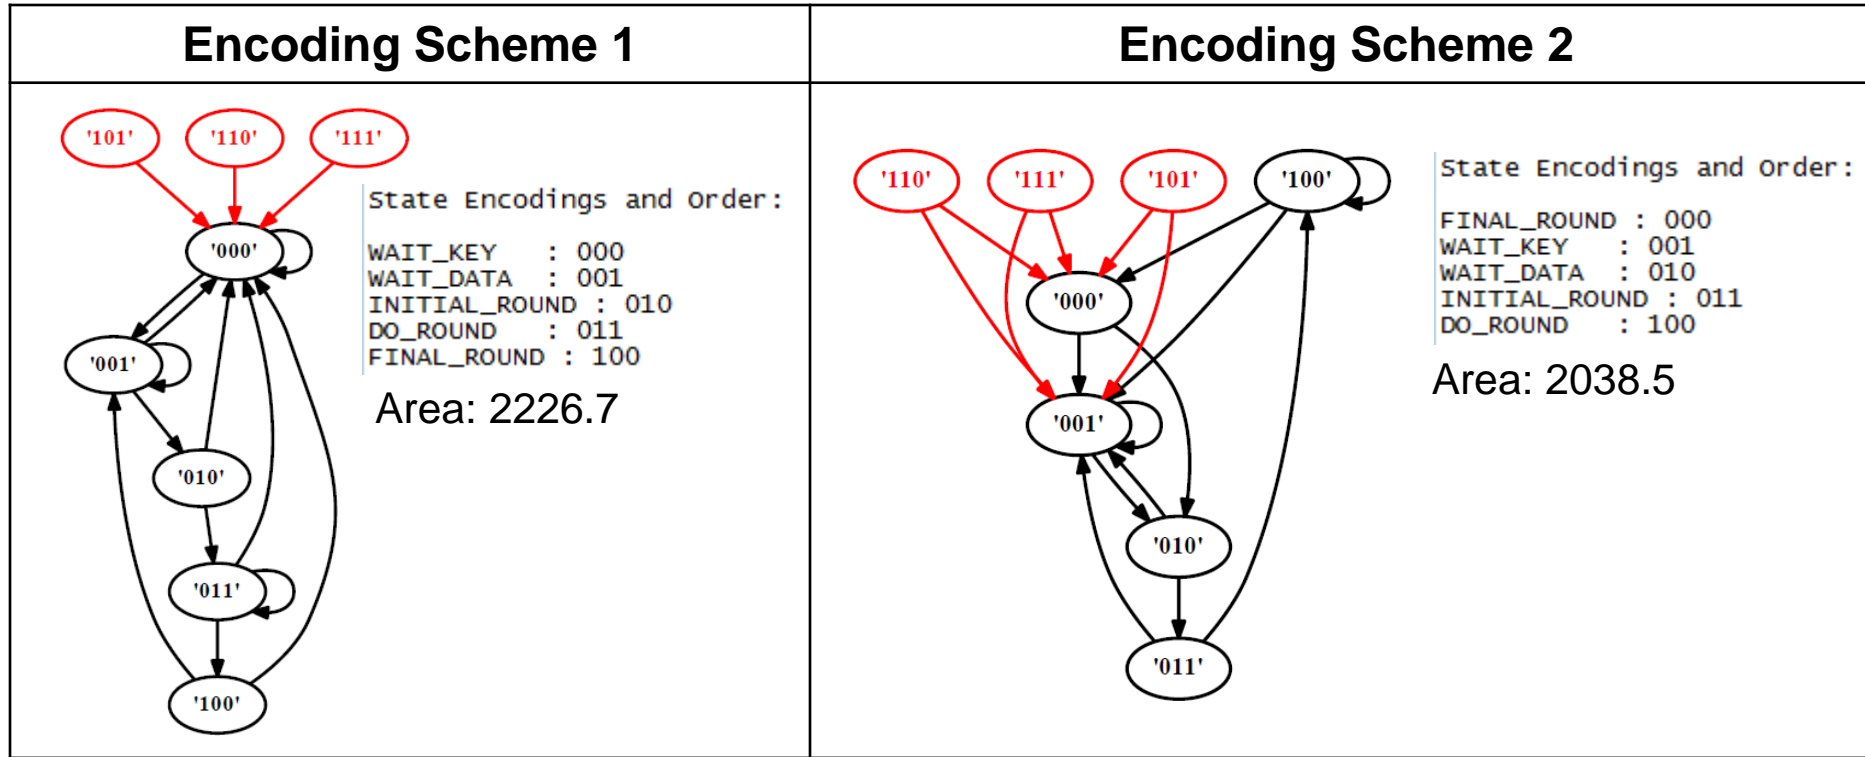 Encoding Scheme 1
'101' '110' '111'
'000'
'001'
'010'
'011'
'100'
State Encodings and Order:
WAIT_KEY : 000
WAIT_DATA : 001
INITIAL_ROUND : 010
DO_ROUND : 011
FINAL_ROUND : 100
Area: 2226.7
Encoding Scheme 2
'110' '111' '101' '100'
'000'
'001'
'010'
'011'
State Encodings and Order:
FINAL_ROUND : 000
WAIT_KEY : 001
WAIT_DATA : 010
INITIAL_ROUND : 011
DO_ROUND : 100
Area: 2038.5